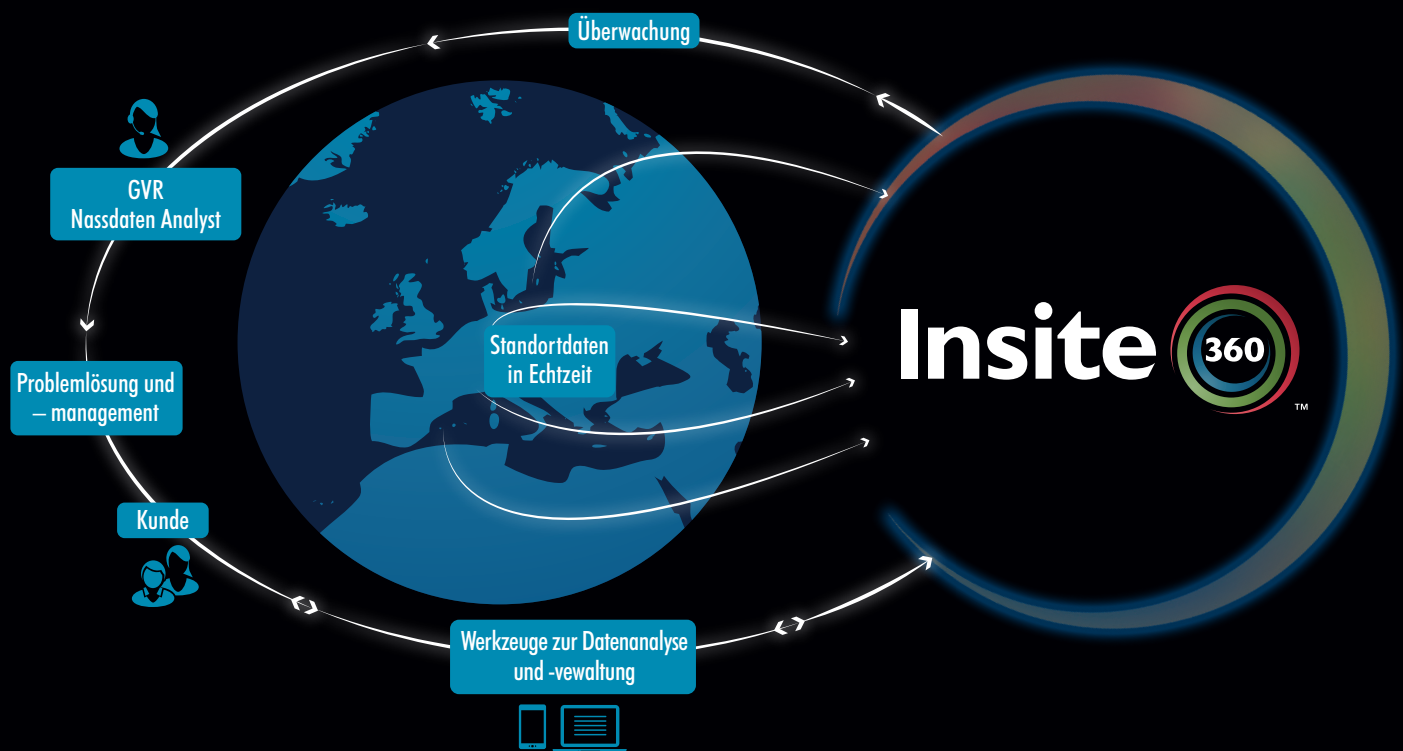 Überwachung
GVR
Nassdaten Analyst
Standortdaten
in Echtzeit
Insite 360 ™
Problemlösung und
– management
Kunde
Werkzeuge zur Datenanalyse
und -vewaltung